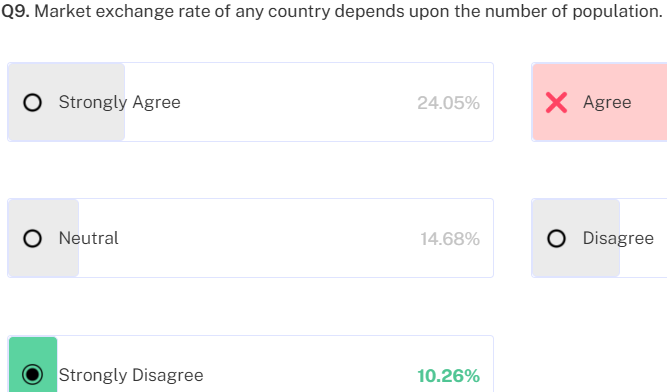 Q9. Market exchange rate of any country depends upon the number of population.
Strongly Agree 24.05%
Agree
Neutral 14.68%
Disagree
Strongly Disagree 10.26%